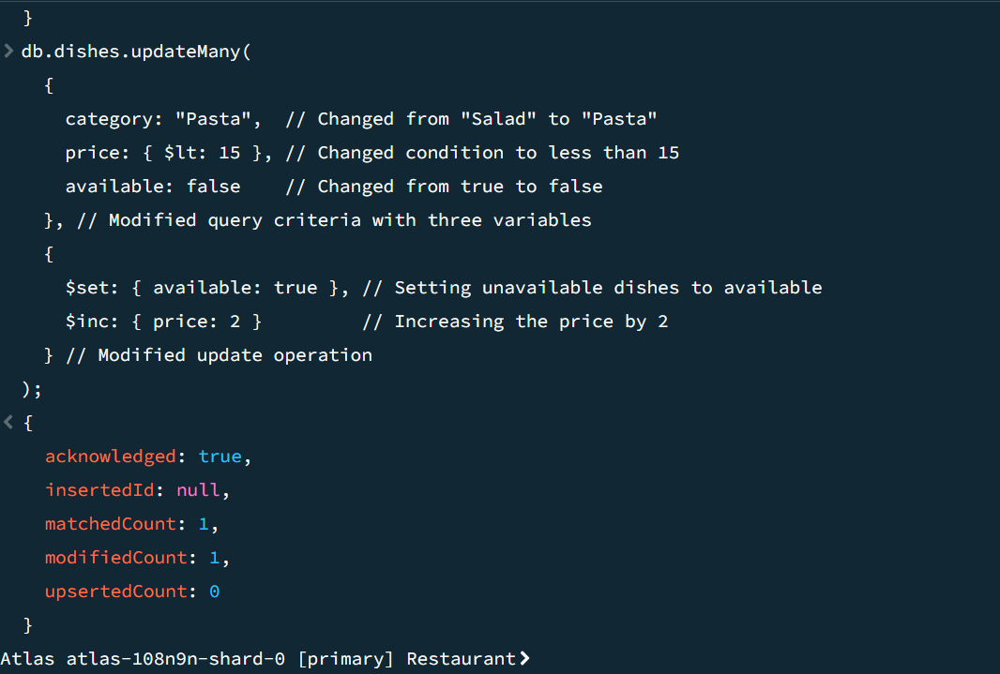 }
> db.dishes.updateMany(
{
category: "Pasta",  // Changed from "Salad" to "Pasta"
price: { $lt: 15 }, // Changed condition to less than 15
available: false    // Changed from true to false
}, // Modified query criteria with three variables
{
$set: { available: true }, // Setting unavailable dishes to available
$inc: { price: 2 }         // Increasing the price by 2
} // Modified update operation
);
< {
acknowledged: true,
insertedId: null,
matchedCount: 1,
modifiedCount: 1,
upsertedCount: 0
}
Atlas atlas-108n9n-shard-0 [primary] Restaurant>